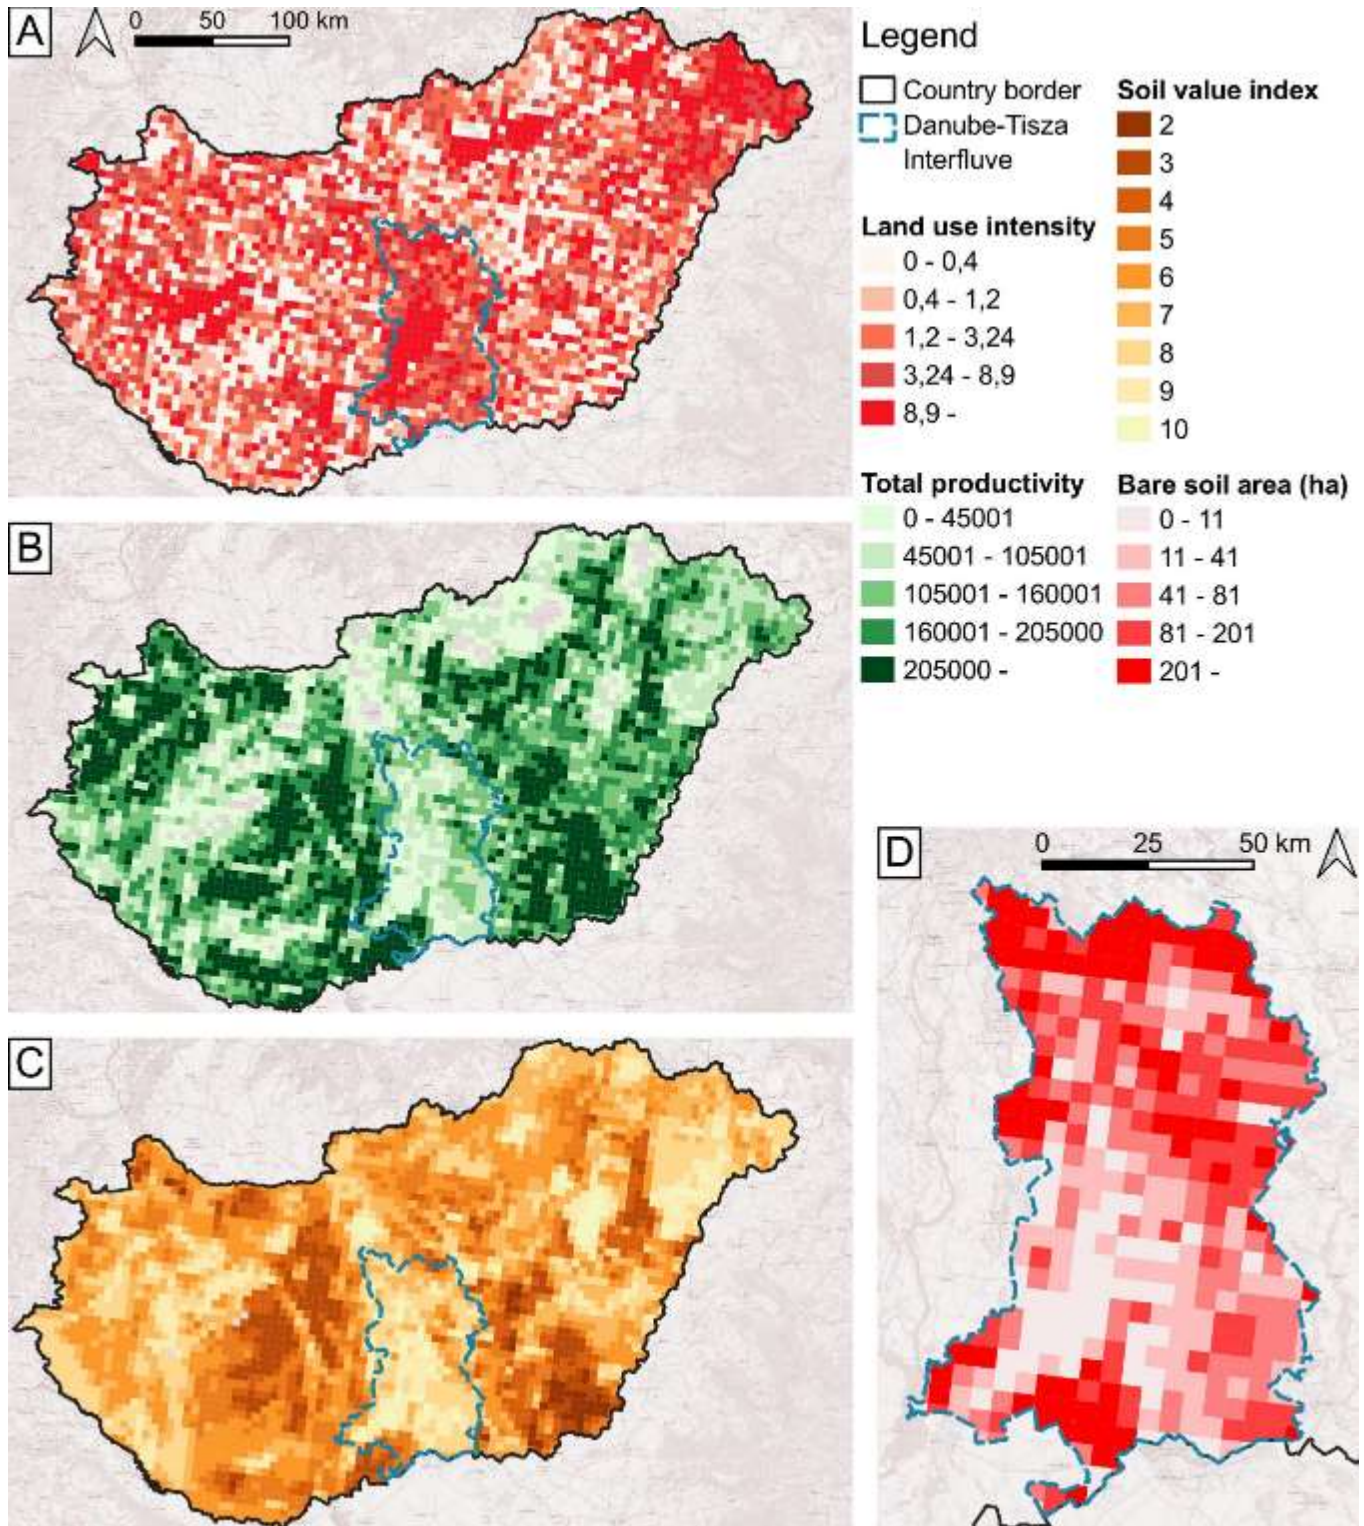 A
0 50 100 km
Legend
Country border
Danube-Tisza
Interfluve
Land use intensity
0 - 0,4
0,4 - 1,2
1,2 - 3,24
3,24 - 8,9
8,9 -
Soil value index
2
3
4
5
6
7
8
9
10
Total productivity
0 - 45001
45001 - 105001
105001 - 160001
160001 - 205000
205000 -
Bare soil area (ha)
0 - 11
11 - 41
41 - 81
81 - 201
201 -
B
C
D
0 25 50 km